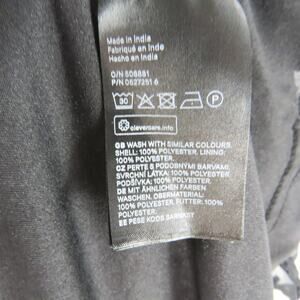 Made in India
Fabriqué en Inde
Hecho en India
O/N 508881
P/N 0527251 6
30
P
clevercare.info
GB WASH WITH SIMILAR COLOURS.
SHELL: 100% POLYESTER. LINING:
100% POLYESTER.
CZ PERTE S PODOBNÝMI BARVAMI.
SVRCHNÍ LÁTKA: 100% POLYESTER.
PODŠÍVKA: 100% POLYESTER.
DE MIT ÄHNLICHEN FARBEN
WASCHEN. OBERMATERIAL:
100% POLYESTER. FUTTER: 100%
POLYESTER.
EE PESE KOOS SARNAST